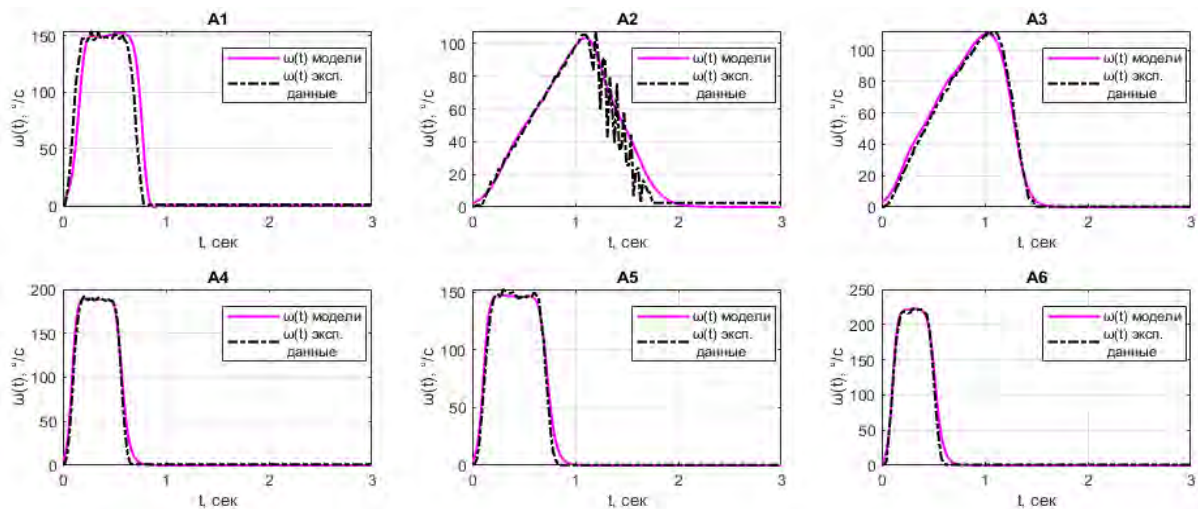 A1
150
100
50
0
ω(t), °/с
ω(t) модели
ω(t) эксп.
данные
0 1 2 3
t, сек
A2
100
80
60
40
20
0
ω(t), °/с
ω(t) модели
ω(t) эксп.
данные
0 1 2 3
t, сек
A3
100
80
60
40
20
0
ω(t), °/с
ω(t) модели
ω(t) эксп.
данные
0 1 2 3
t, сек
A4
200
150
100
50
0
ω(t), °/с
ω(t) модели
ω(t) эксп.
данные
0 1 2 3
t, сек
A5
150
100
50
0
ω(t), °/с
ω(t) модели
ω(t) эксп.
данные
0 1 2 3
t, сек
A6
250
200
150
100
50
0
ω(t), °/с
ω(t) модели
ω(t) эксп.
данные
0 1 2 3
t, сек